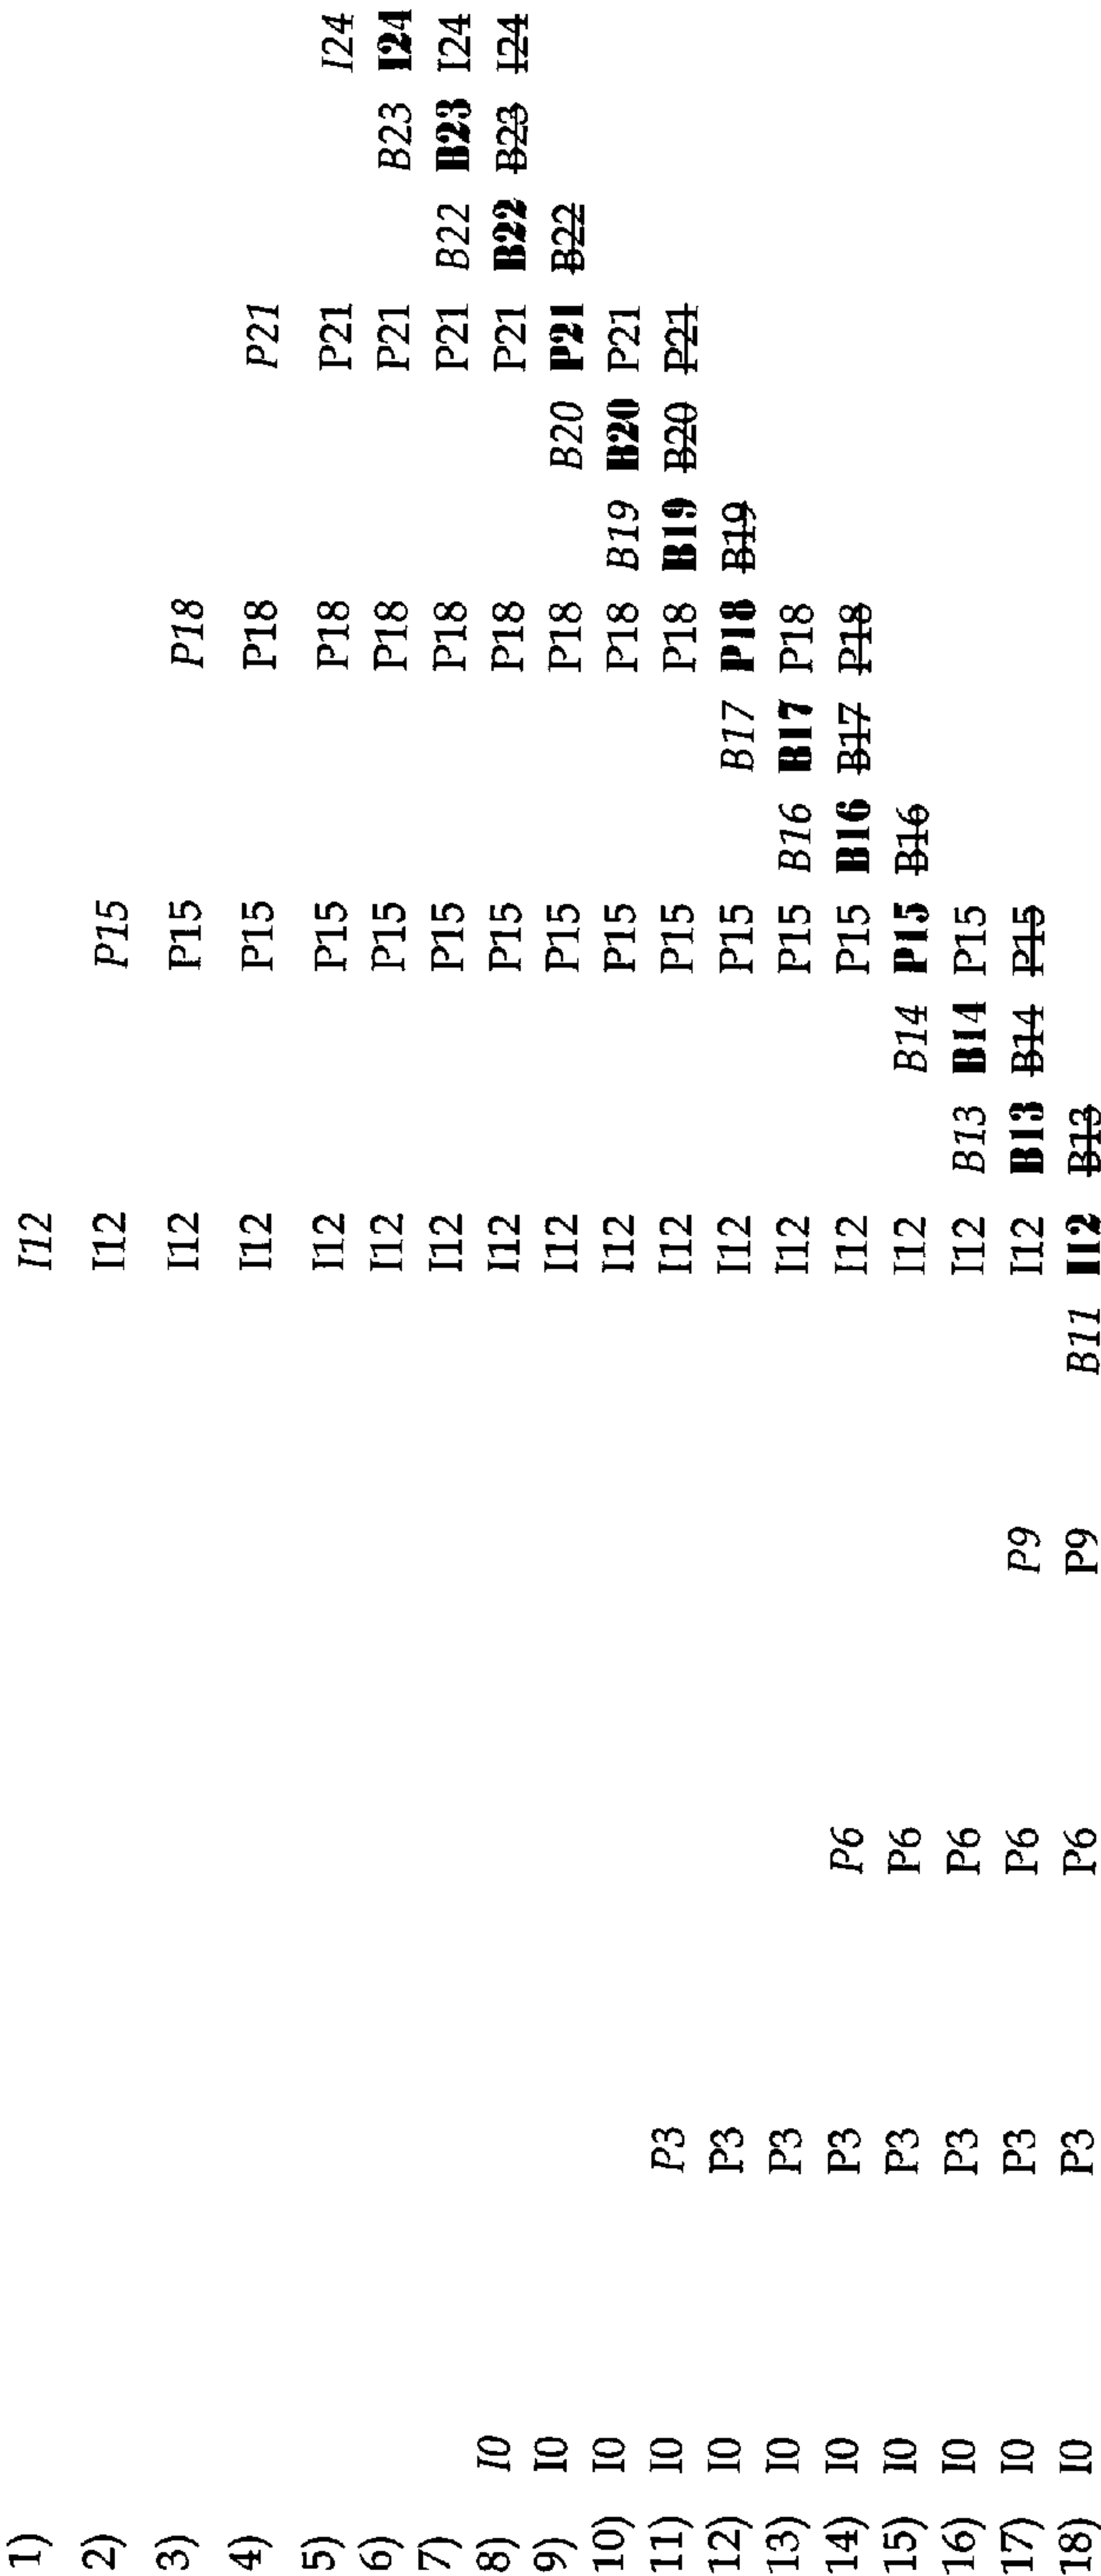 1) I12
2) I12 P15
3) I12 P15 P18
4) I12 P15 P18 P21
5) I12 P15 P18 P21 I24
6) I12 P15 P18 P21 B23 I24
7) I12 P15 P18 P21 B22 B23 I24
8) I0 I12 P15 P18 P21 B22 B23 I24
9) I0 I12 P15 P18 B20 P21 B22
10) I0 I12 P15 P18 B19 B20 P21
11) I0 P3 I12 P15 P18 B19 B20 P21
12) I0 P3 I12 P15 B17 P18 B19
13) I0 P3 I12 P15 B16 B17 P18
14) I0 P3 P6 I12 P15 B16 B17 P18
15) I0 P3 P6 I12 B14 P15 B16
16) I0 P3 P6 I12 B13 B14 P15
17) I0 P3 P6 P9 I12 B13 B14 P15
18) I0 P3 P6 P9 B11 I12 B13